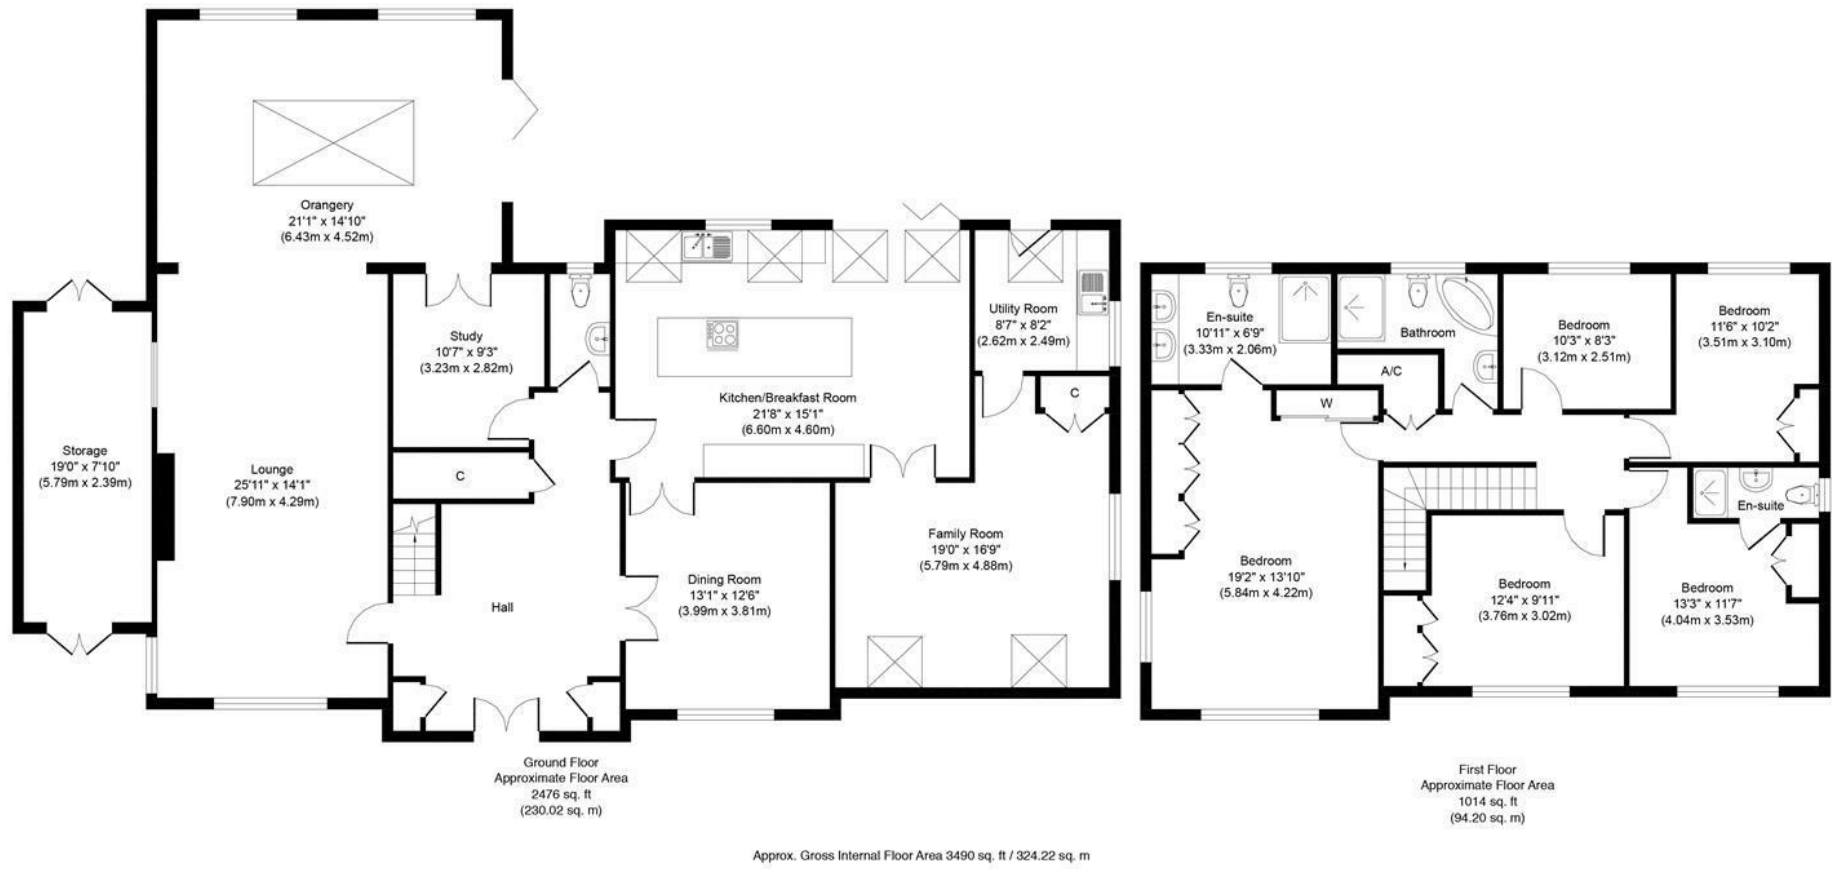 Orangery
21'1" x 14'10"
(6.43m x 4.52m)
Study
10'7" x 9'3"
(3.23m x 2.82m)
Storage
19'0" x 7'10"
(5.79m x 2.39m)
Lounge
25'11" x 14'1"
(7.90m x 4.29m)
C
Hall
Kitchen/Breakfast Room
21'8" x 15'1"
(6.60m x 4.60m)
Utility Room
8'7" x 8'2"
(2.62m x 2.49m)
C
Dining Room
13'1" x 12'6"
(3.99m x 3.81m)
Family Room
19'0" x 16'9"
(5.79m x 4.88m)
Ground Floor
Approximate Floor Area
2476 sq. ft
(230.02 sq. m)
En-suite
10'11" x 6'9"
(3.33m x 2.06m)
Bathroom
A/C
W
Bedroom
10'3" x 8'3"
(3.12m x 2.51m)
Bedroom
11'6" x 10'2"
(3.51m x 3.10m)
En-suite
Bedroom
19'2" x 13'10"
(5.84m x 4.22m)
Bedroom
12'4" x 9'11"
(3.76m x 3.02m)
Bedroom
13'3" x 11'7"
(4.04m x 3.53m)
First Floor
Approximate Floor Area
1014 sq. ft
(94.20 sq. m)
Approx. Gross Internal Floor Area 3490 sq. ft / 324.22 sq. m